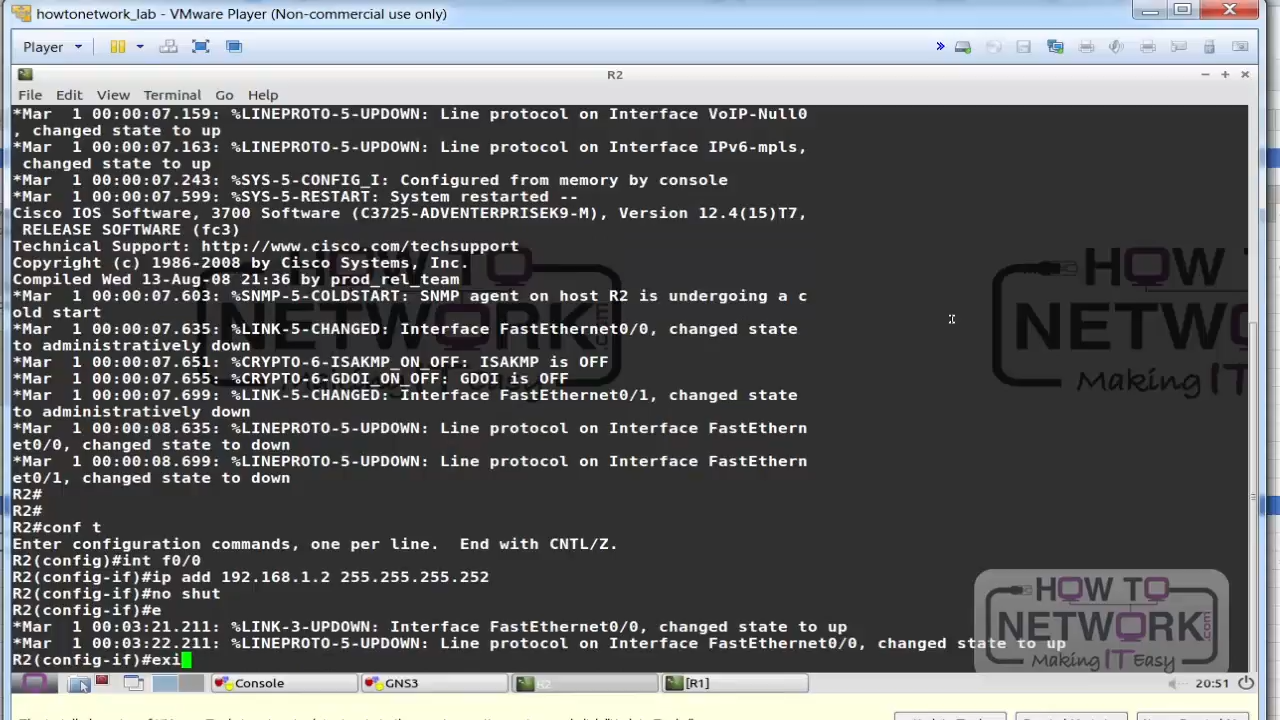 howtonetwork_lab - VMware Player (Non-commercial use only)
Player
R2
File Edit View Terminal Go Help
*Mar  1 00:00:07.159: %LINEPROTO-5-UPDOWN: Line protocol on Interface VoIP-Null0
, changed state to up
*Mar  1 00:00:07.163: %LINEPROTO-5-UPDOWN: Line protocol on Interface IPv6-mpls,
 changed state to up
*Mar  1 00:00:07.243: %SYS-5-CONFIG_I: Configured from memory by console
*Mar  1 00:00:07.599: %SYS-5-RESTART: System restarted --
Cisco IOS Software, 3700 Software (C3725-ADVENTERPRISEK9-M), Version 12.4(15)T7,
 RELEASE SOFTWARE (fc3)
Technical Support: http://www.cisco.com/techsupport
Copyright (c) 1986-2008 by Cisco Systems, Inc.
Compiled Wed 13-Aug-08 21:36 by prod_rel_team
*Mar  1 00:00:07.603: %SNMP-5-COLDSTART: SNMP agent on host R2 is undergoing a c
old start
*Mar  1 00:00:07.635: %LINK-5-CHANGED: Interface FastEthernet0/0, changed state
to administratively down
*Mar  1 00:00:07.651: %CRYPTO-6-ISAKMP_ON_OFF: ISAKMP is OFF
*Mar  1 00:00:07.655: %CRYPTO-6-GDOI_ON_OFF: GDOI is OFF
*Mar  1 00:00:07.699: %LINK-5-CHANGED: Interface FastEthernet0/1, changed state
to administratively down
*Mar  1 00:00:08.635: %LINEPROTO-5-UPDOWN: Line protocol on Interface FastEthern
et0/0, changed state to down
*Mar  1 00:00:08.699: %LINEPROTO-5-UPDOWN: Line protocol on Interface FastEthern
et0/1, changed state to down
R2#
R2#
R2#conf t
Enter configuration commands, one per line.  End with CNTL/Z.
R2(config)#int f0/0
R2(config-if)#ip add 192.168.1.2 255.255.255.252
R2(config-if)#no shut
R2(config-if)#e
*Mar  1 00:03:21.211: %LINK-3-UPDOWN: Interface FastEthernet0/0, changed state to up
*Mar  1 00:03:22.211: %LINEPROTO-5-UPDOWN: Line protocol on Interface FastEthernet0/0, changed state to up
R2(config-if)#exi
HOW TO
NETWORK.com
Making IT Easy
Console GNS3 R2 [R1] 20:51